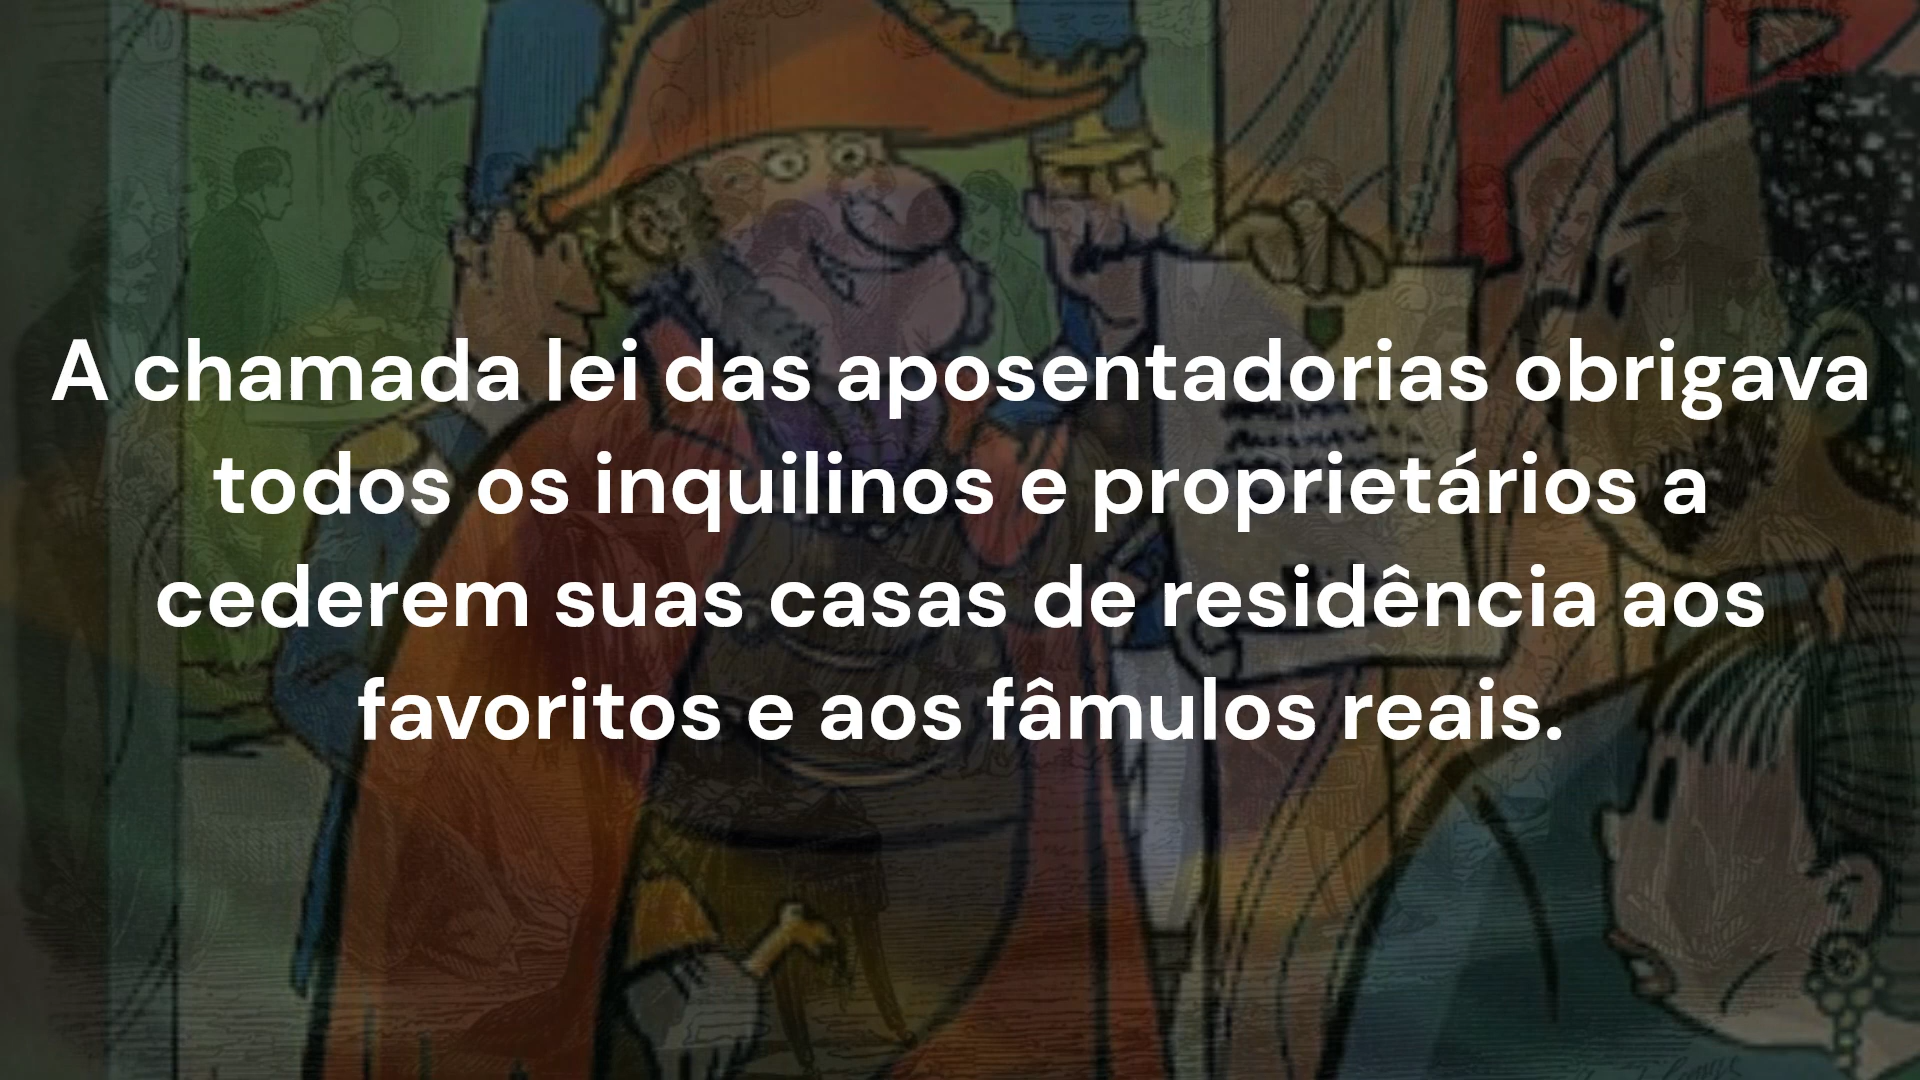 PR
A chamada lei das aposentadorias obrigava
todos os inquilinos e proprietários a
cederem suas casas de residência aos
favoritos e aos fâmulos reais.